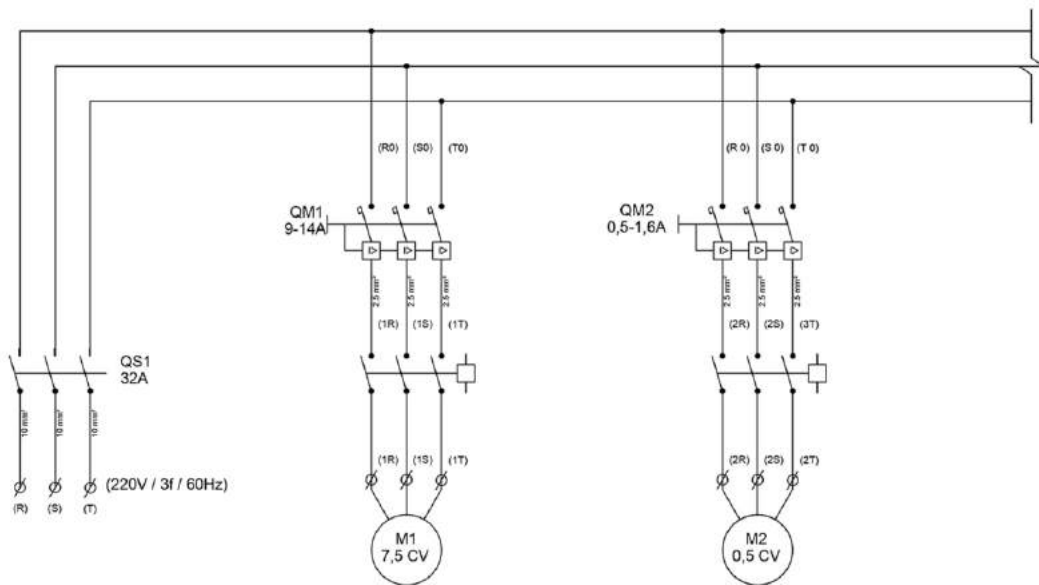 (R0) (S0) (T0)
(R 0) (S 0) (T 0)
QM1
9-14A
QM2
0,5-1,6A
2.5 mm² 2.5 mm² 2.5 mm²
2.5 mm² 2.5 mm² 2.5 mm²
(1R) (1S) (1T)
(2R) (2S) (3T)
QS1
32A
10 mm² 10 mm² 10 mm²
(1R) (1S) (1T)
(2R) (2S) (2T)
(220V / 3f / 60Hz)
(R) (S) (T)
M1
7,5 CV
M2
0,5 CV